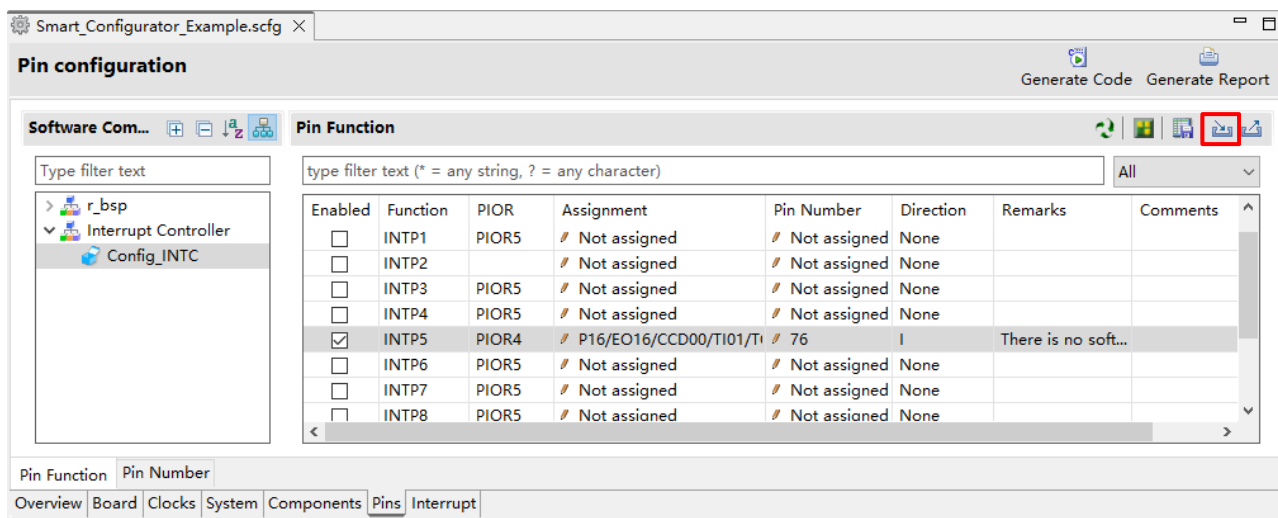 Smart_Configurator_Example.scfg
Pin configuration
Generate Code Generate Report
Software Com... Pin Function
Type filter text type filter text (* = any string, ? = any character) All
r_bsp
Interrupt Controller
Config_INTC
Enabled Function PIOR Assignment Pin Number Direction Remarks Comments
INTP1 PIOR5 Not assigned Not assigned None
INTP2 Not assigned Not assigned None
INTP3 PIOR5 Not assigned Not assigned None
INTP4 PIOR5 Not assigned Not assigned None
INTP5 PIOR4 P16/EO16/CCD00/TI01/T 76 I There is no soft...
INTP6 PIOR5 Not assigned Not assigned None
INTP7 PIOR5 Not assigned Not assigned None
INTP8 PIOR5 Not assigned Not assigned None
Pin Function Pin Number
Overview Board Clocks System Components Pins Interrupt